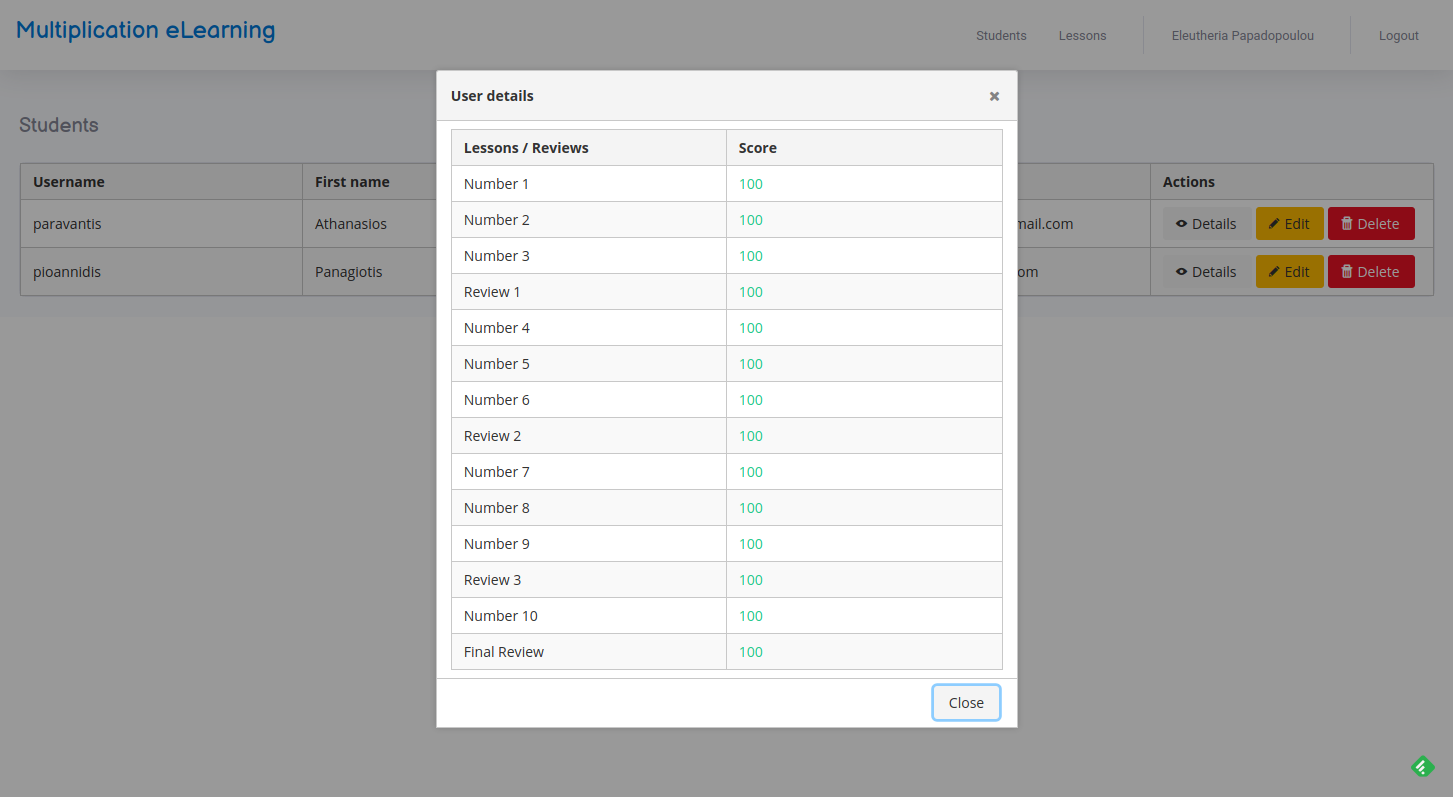 Multiplication eLearning
Students Lessons Eleutheria Papadopoulou Logout
User details
Students
Lessons / Reviews Score
Username First name Actions
Number 1 100
Number 2 100
paravantis Athanasios mail.com Details Edit Delete
Number 3 100
pioannidis Panagiotis om Details Edit Delete
Review 1 100
Number 4 100
Number 5 100
Number 6 100
Review 2 100
Number 7 100
Number 8 100
Number 9 100
Review 3 100
Number 10 100
Final Review 100
Close